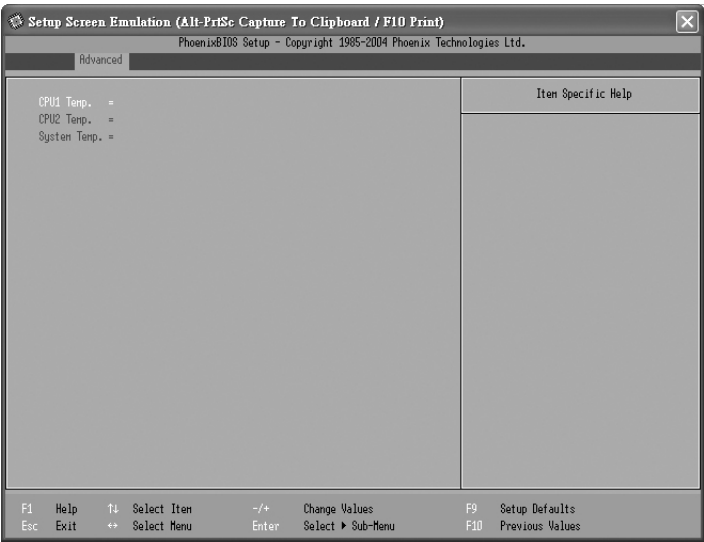 Setup Screen Emulation (Alt-PrtSc Capture To Clipboard / F10 Print)
PhoenixBIOS Setup - Copyright 1985-2004 Phoenix Technologies Ltd.
Advanced
Item Specific Help
CPU1 Temp. =
CPU2 Temp. =
System Temp. =
F1 Help ↑↓ Select Item -/+ Change Values F9 Setup Defaults
Esc Exit ↔ Select Menu Enter Select ▶ Sub-Menu F10 Previous Values